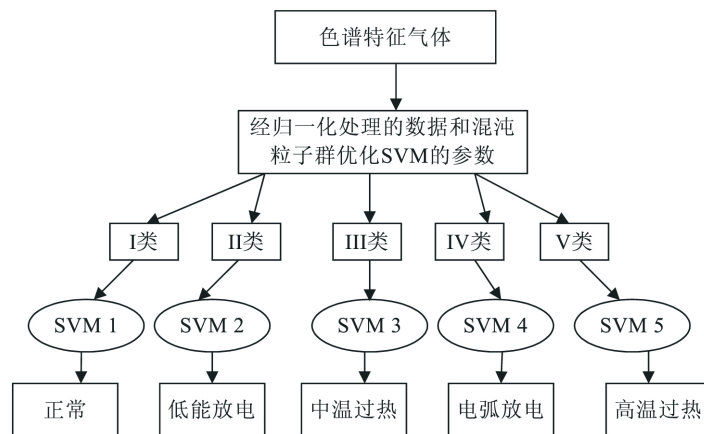 色谱特征气体
经归一化处理的数据和混沌
粒子群优化SVM的参数
I类
II类
III类
IV类
V类
SVM 1
SVM 2
SVM 3
SVM 4
SVM 5
正常
低能放电
中温过热
电弧放电
高温过热